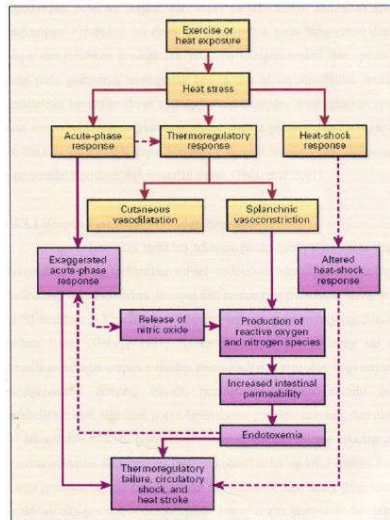 Exercise or
heat exposure
Heat stress
Acute-phase
response
Thermoregulatory
response
Heat-shock
response
Cutaneous
vasodilatation
Splanchnic
vasoconstriction
Exaggerated
acute-phase
response
Altered
heat-shock
response
Release of
nitric oxide
Production of
reactive oxygen
and nitrogen species
Increased intestinal
permeability
Endotoxemia
Thermoregulatory
failure, circulatory
shock, and
heat stroke